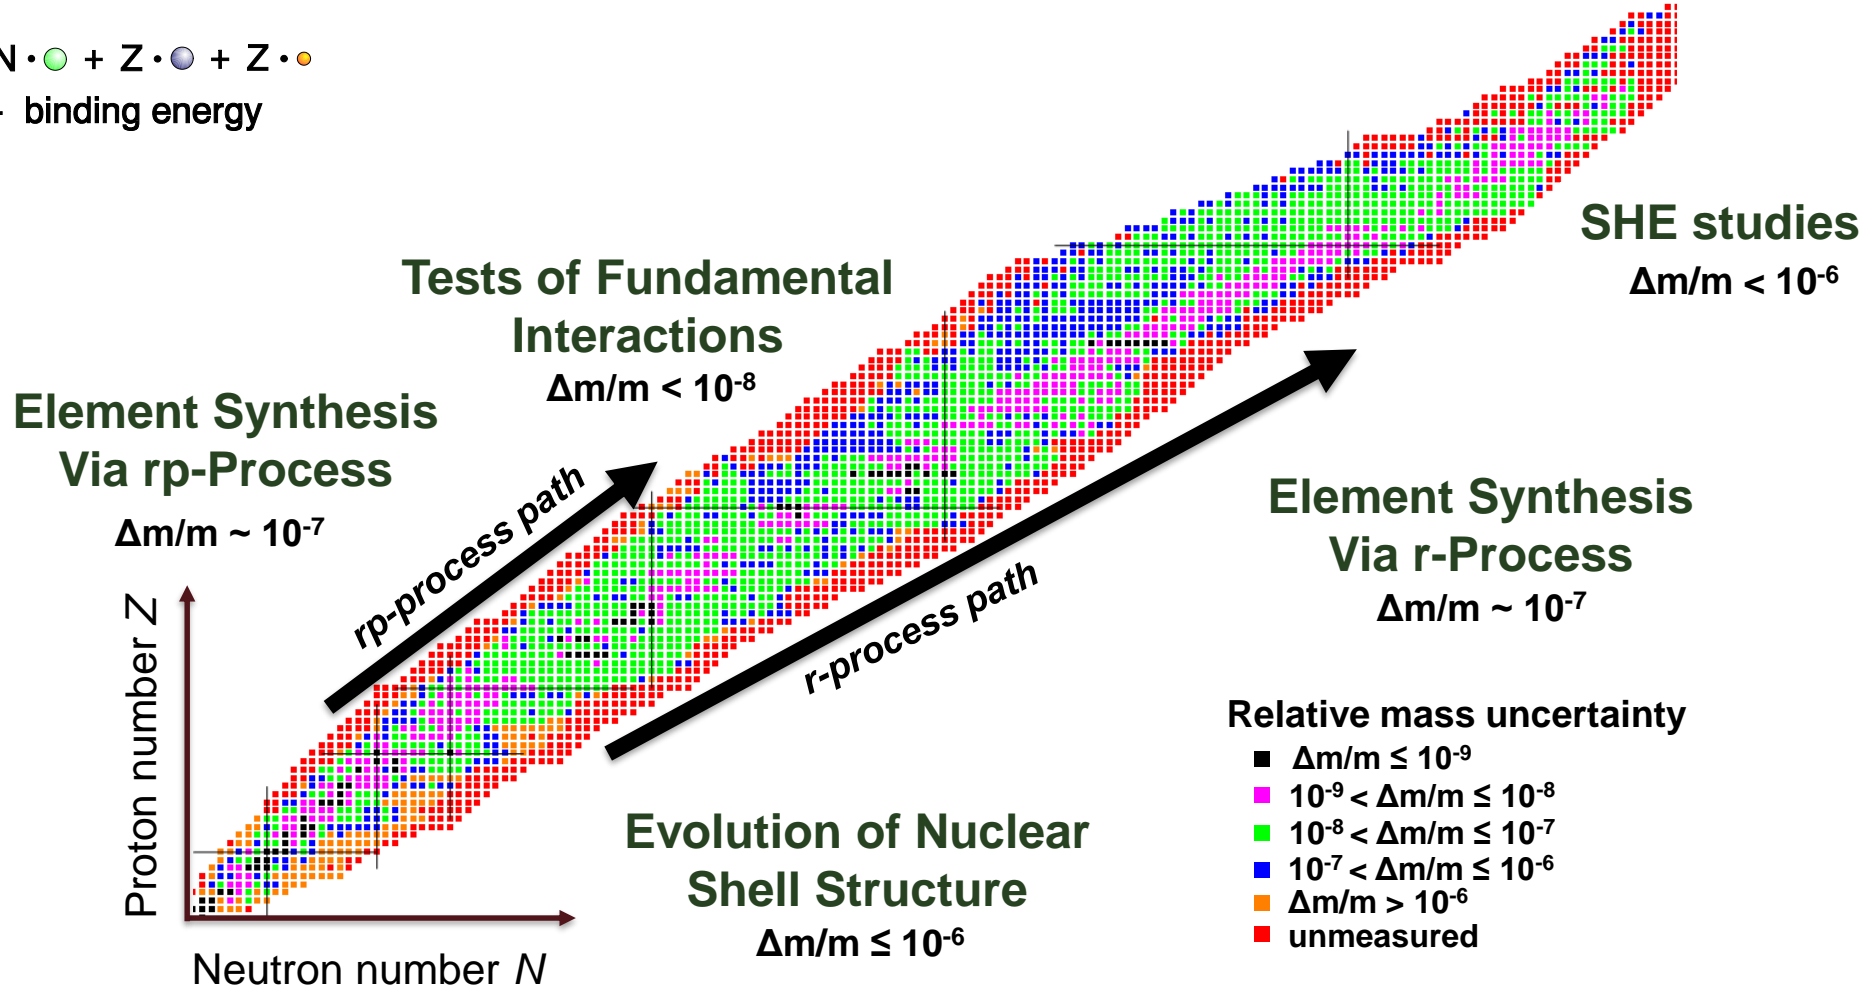 N · + Z · + Z ·
- binding energy
Tests of Fundamental
Interactions
Δm/m < 10⁻⁸
SHE studies
Δm/m < 10⁻⁶
Element Synthesis
Via rp-Process
Δm/m ~ 10⁻⁷
rp-process path
r-process path
Element Synthesis
Via r-Process
Δm/m ~ 10⁻⁷
Evolution of Nuclear
Shell Structure
Δm/m ≤ 10⁻⁶
Proton number Z
Neutron number N
Relative mass uncertainty
Δm/m ≤ 10⁻⁹
10⁻⁹ < Δm/m ≤ 10⁻⁸
10⁻⁸ < Δm/m ≤ 10⁻⁷
10⁻⁷ < Δm/m ≤ 10⁻⁶
Δm/m > 10⁻⁶
unmeasured